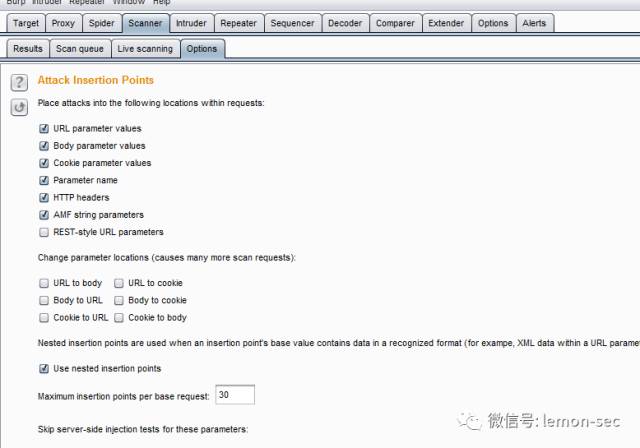 Burp Intruder Repeater Window Help
Target Proxy Spider Scanner Intruder Repeater Sequencer Decoder Comparer Extender Options Alerts
Results Scan queue Live scanning Options
? Attack Insertion Points
Place attacks into the following locations within requests:
URL parameter values
Body parameter values
Cookie parameter values
Parameter name
HTTP headers
AMF string parameters
REST-style URL parameters
Change parameter locations (causes many more scan requests):
URL to body URL to cookie
Body to URL Body to cookie
Cookie to URL Cookie to body
Nested insertion points are used when an insertion point's base value contains data in a recognized format (for exampe, XML data within a URL parame
Use nested insertion points
Maximum insertion points per base request: 30
Skip server-side injection tests for these parameters:
微信号: lemon-sec